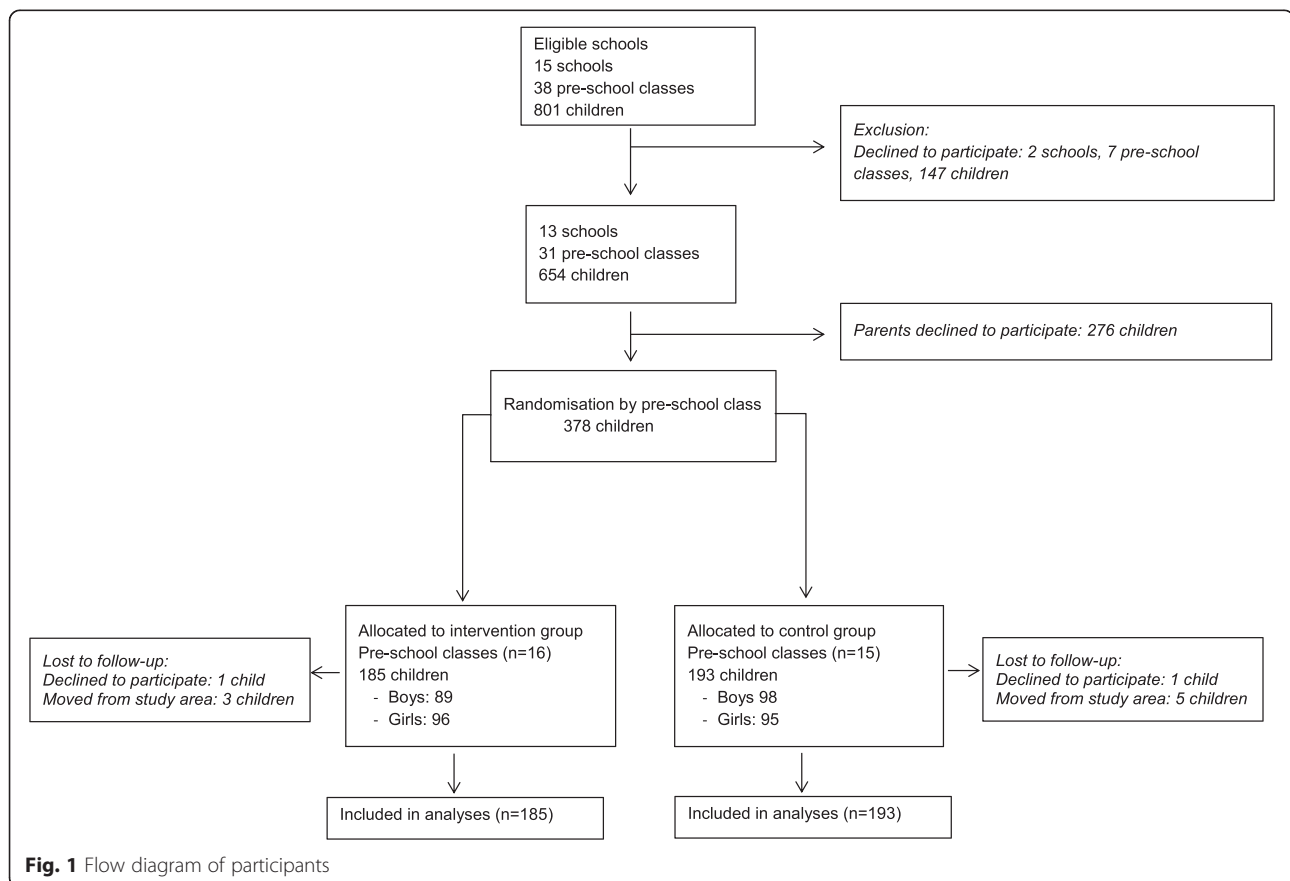 Eligible schools
15 schools
38 pre-school classes
801 children
Exclusion:
Declined to participate: 2 schools, 7 pre-school
classes, 147 children
13 schools
31 pre-school classes
654 children
Parents declined to participate: 276 children
Randomisation by pre-school class
378 children
Lost to follow-up:
Declined to participate: 1 child
Moved from study area: 3 children
Allocated to intervention group
Pre-school classes (n=16)
185 children
- Boys: 89
- Girls: 96
Allocated to control group
Pre-school classes (n=15)
193 children
- Boys 98
- Girls: 95
Lost to follow-up:
Declined to participate: 1 child
Moved from study area: 5 children
Included in analyses (n=185)
Included in analyses (n=193)
Fig. 1 Flow diagram of participants